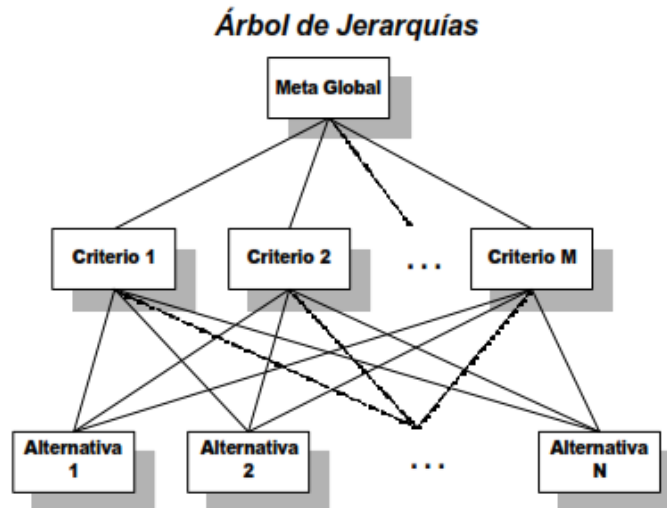 Árbol de Jerarquías
Meta Global
Criterio 1
Criterio 2
. . .
Criterio M
Alternativa
1
Alternativa
2
. . .
Alternativa
N